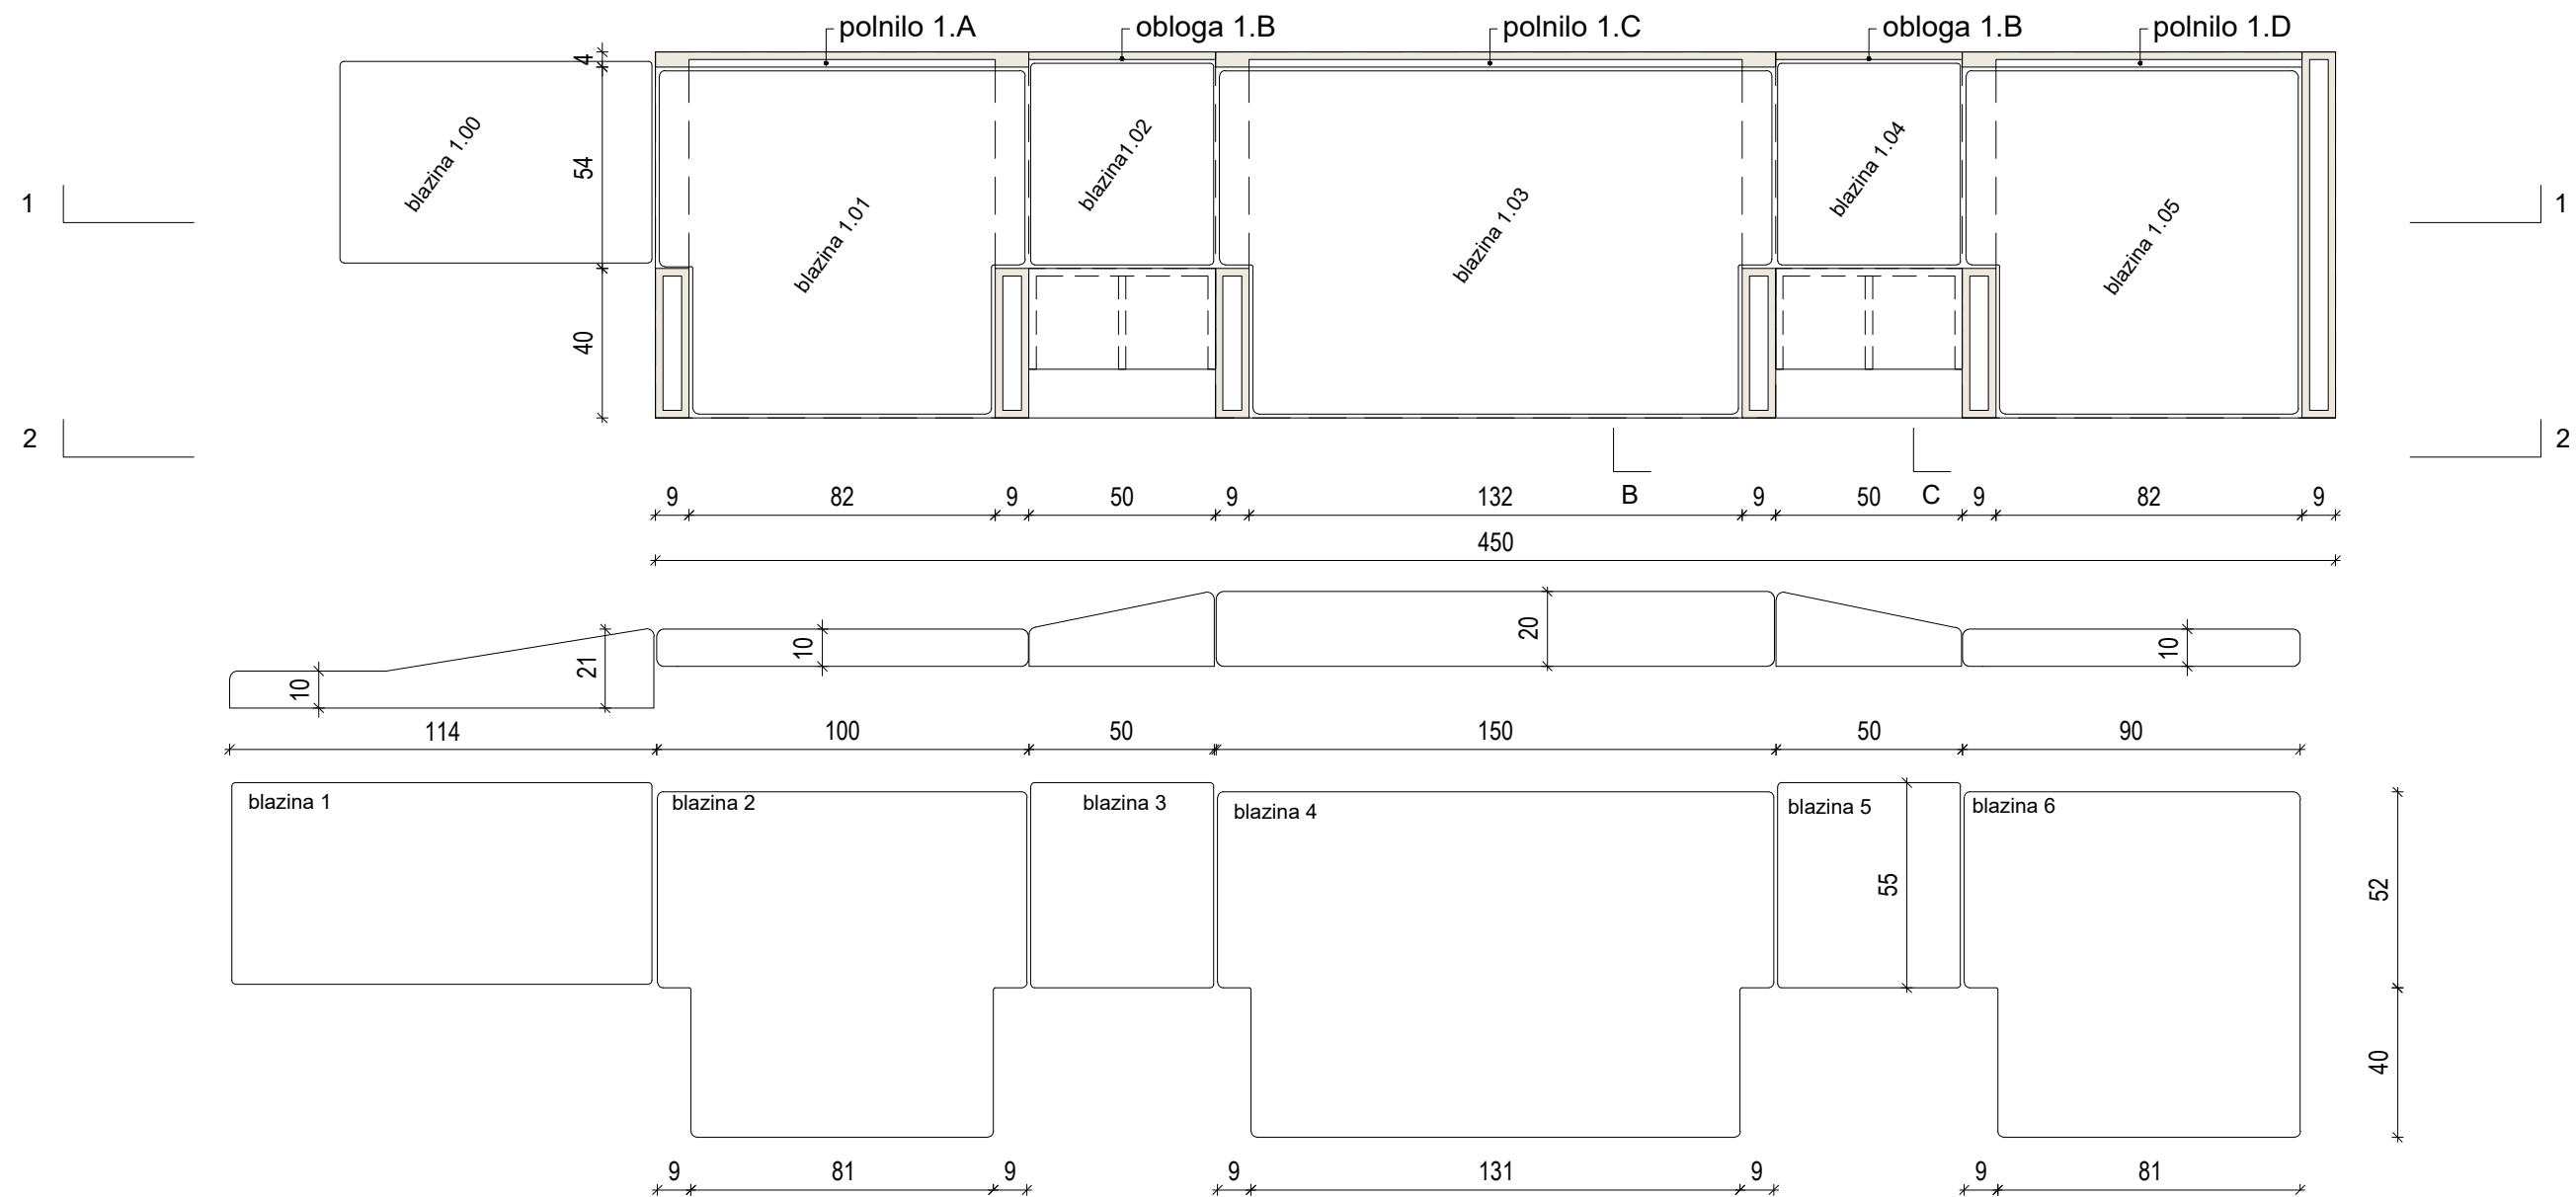 polnilo 1.A
obloga 1.B
polnilo 1.C
obloga 1.B
polnilo 1.D
4
54
40
blazina 1.00
blazina 1.01
blazina1.02
blazina 1.03
blazina 1.04
blazina 1.05
1
1
2
2
B
C
9
82
9
50
9
132
9
50
9
82
9
450
10
21
10
20
10
114
100
50
150
50
90
blazina 1
blazina 2
blazina 3
blazina 4
blazina 5
blazina 6
55
52
40
9
81
9
9
131
9
9
81